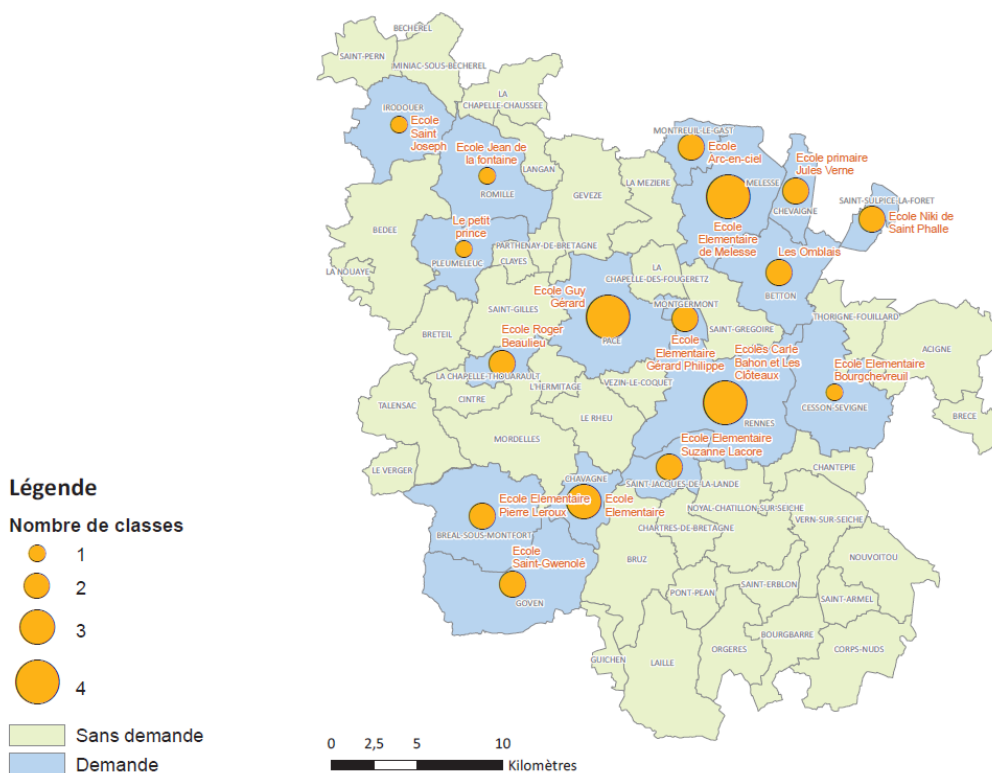 BECHEREL
SAINT-PERN
MINIAC-SOUS-BECHEREL
LA
CHAPELLE-CHAUSSEE
IRODOUER
Ecole
Saint
Joseph
Ecole Jean de
la fontaine
LANGAN
ROMILLE
GEVEZE
LA MEZIERE
MONTREUIL-LE-GAST
Ecole
Arc-en-ciel
MELESSE
Ecole
Elementaire
de Melesse
Ecole primaire
Jules Verne
CHEVAIGNE
SAINT-SULPICE-LA-FORET
Ecole Niki de
Saint Phalle
BEDEE
Le petit
prince
PLEUMELEUC
PARTHENAY-DE-BRETAGNE
CLAYES
LA NOUAYE
Les Omblais
BETTON
LA
CHAPELLE-DES-FOUGERETZ
Ecole Guy
Gérard
PACE
MONTGERMONT
Ecole
Elementaire
Gérard Philippe
SAINT-GREGOIRE
THORIGNE-FOUILLARD
ACIGNE
SAINT-GILLES
BRETEIL
Ecole Roger
Beaulieu
LA CHAPELLE-THOUARAULT
L'HERMITAGE
VEZIN-LE-COQUET
Ecoles Carle
Bahon et Les
Clôteaux
RENNES
Ecole Elementaire
Bourgchevreuil
CESSON-SEVIGNE
BRECE
TALENSAC
CINTRE
LE RHEU
MORDELLES
LE VERGER
Ecole Elementaire
Suzanne Lacore
SAINT-JACQUES-DE-LA-LANDE
CHANTEPIE
CHAVAGNE
Ecole
Elementaire
Ecole Elémentaire
Pierre Leroux
BREAL-SOUS-MONTFORT
NOYAL-CHATILLON-SUR-SEICHE
CHARTRES-DE-BRETAGNE
VERN-SUR-SEICHE
Ecole
Saint-Gwenolé
GOVEN
BRUZ
NOUVOITOU
PONT-PEAN
SAINT-ERBLON
SAINT-ARMEL
BOURGBARRE
ORGERES
CORPS-NUDS
GUICHEN
LAILLE
Légende
Nombre de classes
1
2
3
4
Sans demande
Demande
0 2,5 5 10
Kilomètres